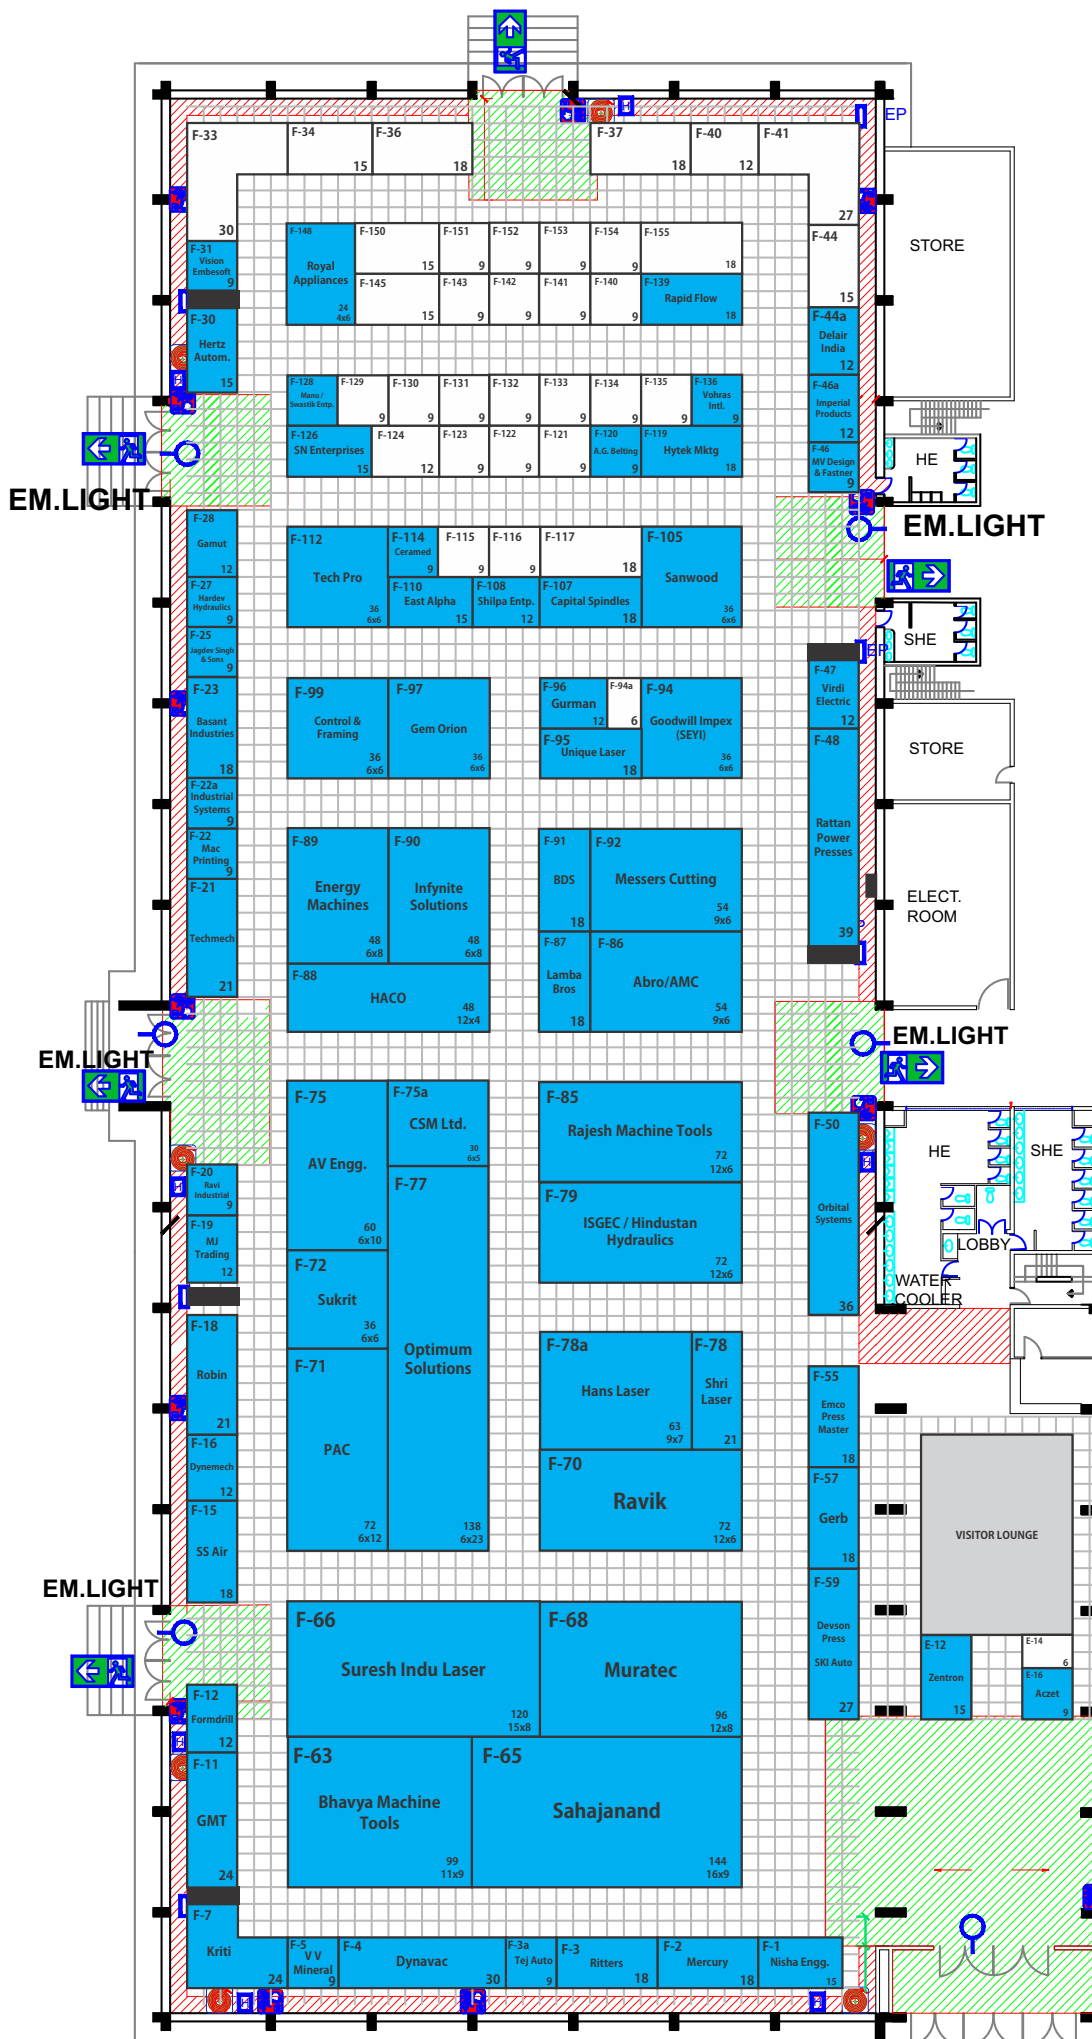 EP
F-33
30
F-34
15
F-36
18
F-37
18
F-40
12
F-41
27
STORE
F-31
Vision
Embesoft
9
F-148
Royal
Appliances
24
4x6
F-150
15
F-151
9
F-152
9
F-153
9
F-154
9
F-155
18
F-145
15
F-143
9
F-142
9
F-141
9
F-140
9
F-139
Rapid Flow
18
F-44
15
F-30
Hertz
Autom.
15
F-44a
Delair
India
12
H
F-128
Mano /
Swastik Entp.
F-129
9
F-130
9
F-131
9
F-132
9
F-133
9
F-134
9
F-135
9
F-136
Vohras
Intl.
9
F-46a
Imperial
Products
12
F-126
SN Enterprises
15
F-124
12
F-123
9
F-122
9
F-121
9
F-120
A.G. Belting
9
F-119
Hytek Mktg
18
F-46
MV Design
& Fastner
9
HE
EM.LIGHT
EM.LIGHT
F-28
Gamut
12
F-112
Tech Pro
36
6x6
F-114
Ceramed
9
F-115
9
F-116
9
F-117
18
F-105
Sanwood
36
6x6
F-27
Hardev
Hydraulics
9
F-110
East Alpha
15
F-108
Shilpa Entp.
12
F-107
Capital Spindles
18
SHE
EP
F-25
Jagdev Singh
& Sons
9
F-47
Virdi
Electric
12
F-23
Basant
Industries
18
F-99
Control &
Framing
36
6x6
F-97
Gem Orion
36
6x6
F-96
Gurman
12
F-94a
6
F-94
Goodwill Impex
(SEYI)
36
6x6
F-95
Unique Laser
18
STORE
F-48
Rattan
Power
Presses
39
F-22a
Industrial
Systems
9
F-22
Mac
Printing
9
F-89
Energy
Machines
48
6x8
F-90
Infynite
Solutions
48
6x8
F-91
BDS
18
F-92
Messers Cutting
54
9x6
ELECT.
ROOM
F-21
Techmech
21
F-88
HACO
48
12x4
F-87
Lamba
Bros
18
F-86
Abro/AMC
54
9x6
EM.LIGHT
EM.LIGHT
F-75
AV Engg.
60
6x10
F-75a
CSM Ltd.
30
6x5
F-85
Rajesh Machine Tools
72
12x6
F-50
Orbital
Systems
36
HE
SHE
LOBBY
WATER
COOLER
F-20
Ravi
Industrial
9
H
H
F-77
Optimum
Solutions
138
6x23
F-79
ISGEC / Hindustan
Hydraulics
72
12x6
F-19
MJ
Trading
12
F-72
Sukrit
36
6x6
F-18
Robin
21
F-71
PAC
72
6x12
F-78a
Hans Laser
63
9x7
F-78
Shri
Laser
21
F-55
Emco
Press
Master
18
F-16
Dynemech
12
F-70
Ravik
72
12x6
F-57
Gerb
18
VISITOR LOUNGE
F-15
SS Air
18
EM.LIGHT
F-59
Devson
Press
SKI Auto
27
F-66
Suresh Indu Laser
120
15x8
F-68
Muratec
96
12x8
E-12
Zentron
15
E-14
6
E-16
Aczet
9
F-12
Formdrill
12
H
F-11
GMT
24
F-63
Bhavya Machine
Tools
99
11x9
F-65
Sahajanand
144
16x9
F-7
Kriti
24
F-5
V V
Mineral
9
F-4
Dynavac
30
F-3a
Tej Auto
9
F-3
Ritters
18
F-2
Mercury
18
F-1
Nisha Engg.
15
H
H